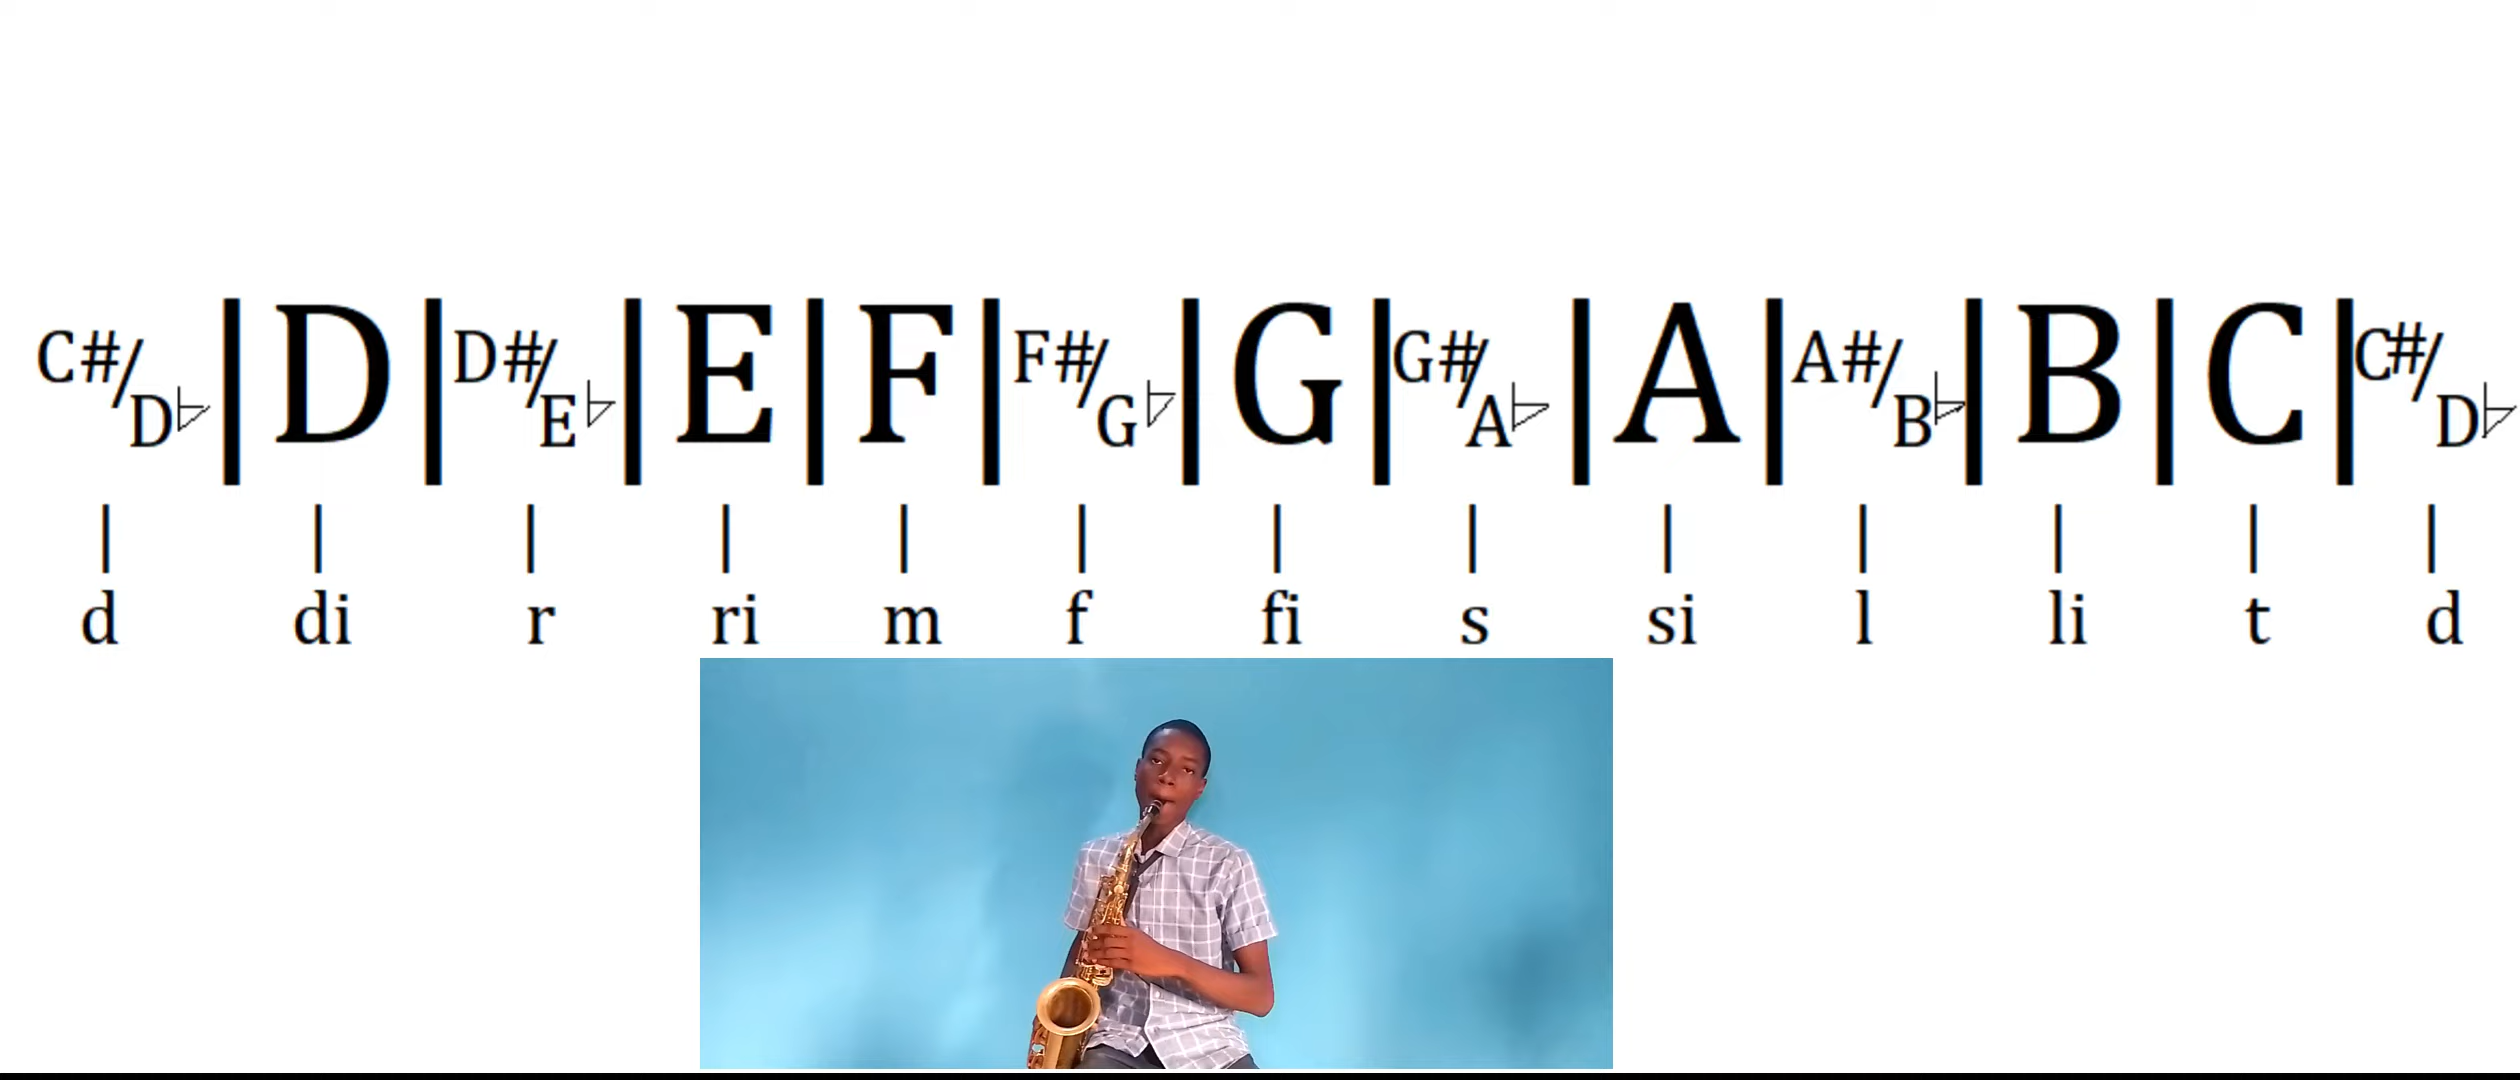 C#/D♭ | D | D#/E♭ | E | F | F#/G♭ | G | G#/A♭ | A | A#/B♭ | B | C | C#/D♭
d di r ri m f fi s si l li t d